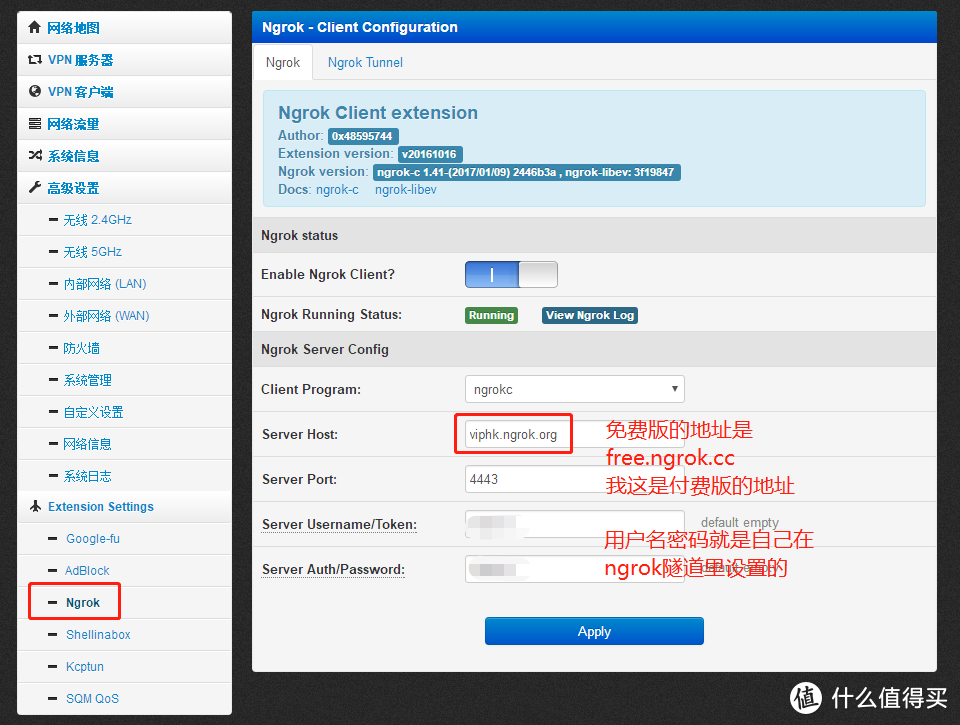 网络地图
VPN 服务器
VPN 客户端
网络流量
系统信息
高级设置
无线 2.4GHz
无线 5GHz
内部网络 (LAN)
外部网络 (WAN)
防火墙
系统管理
自定义设置
网络信息
系统日志
Extension Settings
Google-fu
AdBlock
Ngrok
Shellinabox
Kcptun
SQM QoS
Ngrok - Client Configuration
Ngrok Ngrok Tunnel
Ngrok Client extension
Author: 0x48595744
Extension version: v20161016
Ngrok version: ngrok-c 1.41-(2017/01/09) 2446b3a , ngrok-libev: 3f19847
Docs: ngrok-c ngrok-libev
Ngrok status
Enable Ngrok Client?
Ngrok Running Status: Running View Ngrok Log
Ngrok Server Config
Client Program: ngrokc
Server Host: viphk.ngrok.org
免费版的地址是
free.ngrok.cc
我这是付费版的地址
Server Port: 4443
Server Username/Token: default empty
用户名密码就是自己在
ngrok隧道里设置的
Server Auth/Password: default empty
Apply
值 什么值得买